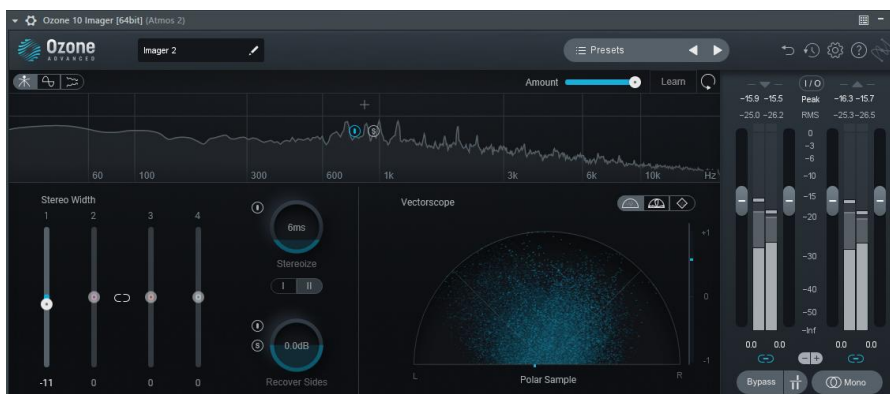 Ozone 10 Imager [64bit] (Atmos 2)
Ozone
ADVANCED
Imager 2
Presets
Amount
Learn
I / O
-15.9 -15.5 Peak -16.3 -15.7
-25.0 -26.2 RMS -25.3 -26.5
S
60 100 300 600 1k 3k 6k 10k Hz
0
-3
-6
-10
-15
-20
-30
-40
-50
-Inf
Stereo Width
1 2 3 4
-11 0 0 0
6ms
Stereoize
I II
S
0.0dB
Recover Sides
Vectorscope
+1
0
-1
L R
Polar Sample
0.0 0.0 0.0 0.0
Bypass
Mono